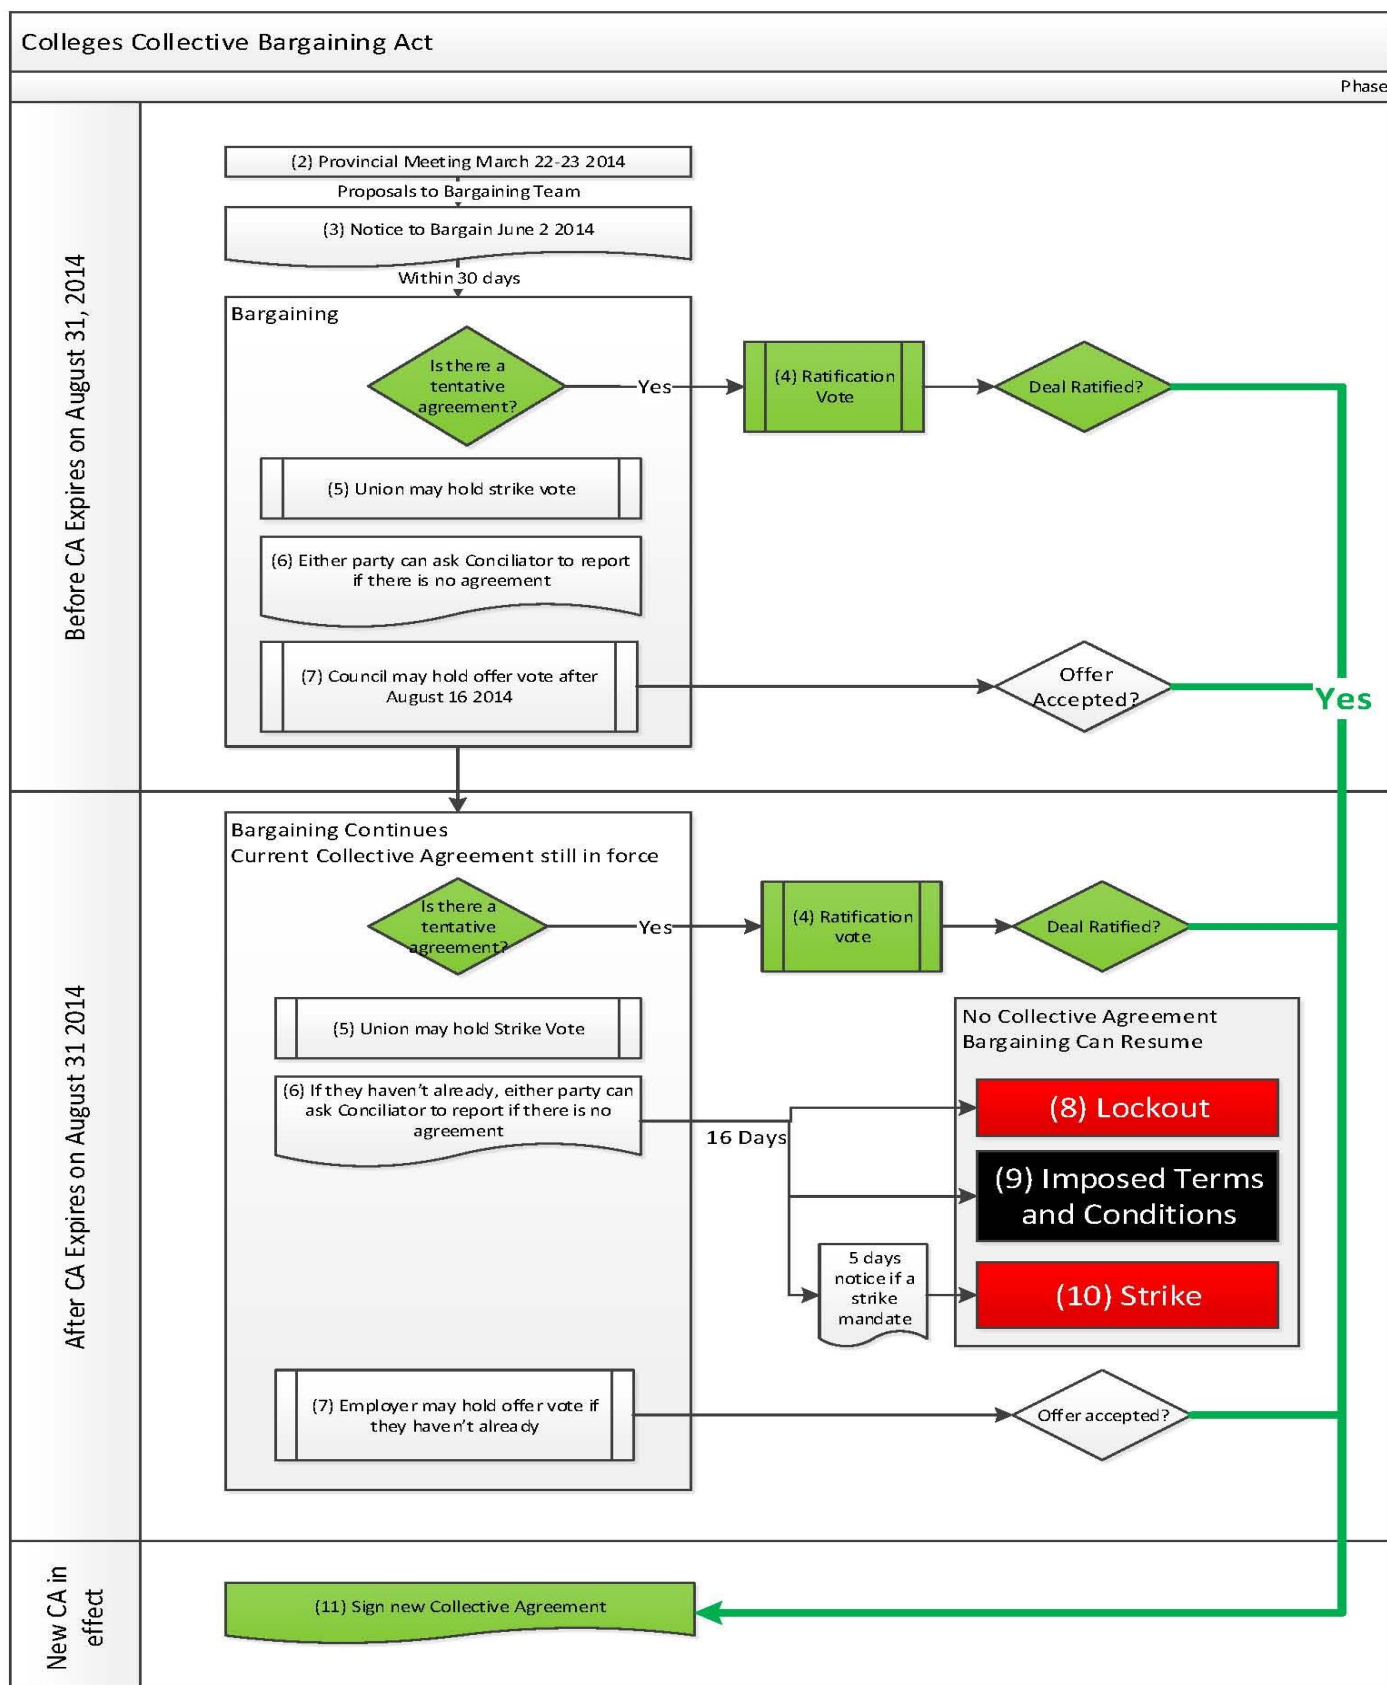 Colleges Collective Bargaining Act
Phase
Before CA Expires on August 31, 2014
(2) Provincial Meeting March 22-23 2014
Proposals to Bargaining Team
(3) Notice to Bargain June 2 2014
Within 30 days
Bargaining
Is there a
tentative
agreement?
Yes
(4) Ratification
Vote
Deal Ratified?
(5) Union may hold strike vote
(6) Either party can ask Conciliator to report
if there is no agreement
(7) Council may hold offer vote after
August 16 2014
Offer
Accepted?
Yes
After CA Expires on August 31 2014
Bargaining Continues
Current Collective Agreement still in force
Is there a
tentative
agreement?
Yes
(4) Ratification
vote
Deal Ratified?
(5) Union may hold Strike Vote
(6) If they haven't already, either party can
ask Conciliator to report if there is no
agreement
16 Days
No Collective Agreement
Bargaining Can Resume
(8) Lockout
(9) Imposed Terms
and Conditions
5 days
notice if a
strike
mandate
(10) Strike
(7) Employer may hold offer vote if
they haven't already
Offer accepted?
New CA in
effect
(11) Sign new Collective Agreement